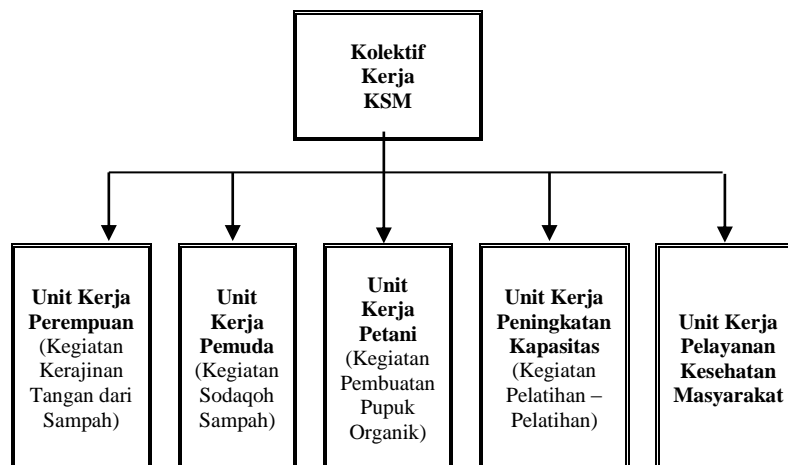 Kolektif
Kerja
KSM
Unit Kerja
Perempuan
(Kegiatan
Kerajinan
Tangan dari
Sampah)
Unit
Kerja
Pemuda
(Kegiatan
Sodaqoh
Sampah)
Unit
Kerja
Petani
(Kegiatan
Pembuatan
Pupuk
Organik)
Unit Kerja
Peningkatan
Kapasitas
(Kegiatan
Pelatihan –
Pelatihan)
Unit Kerja
Pelayanan
Kesehatan
Masyarakat